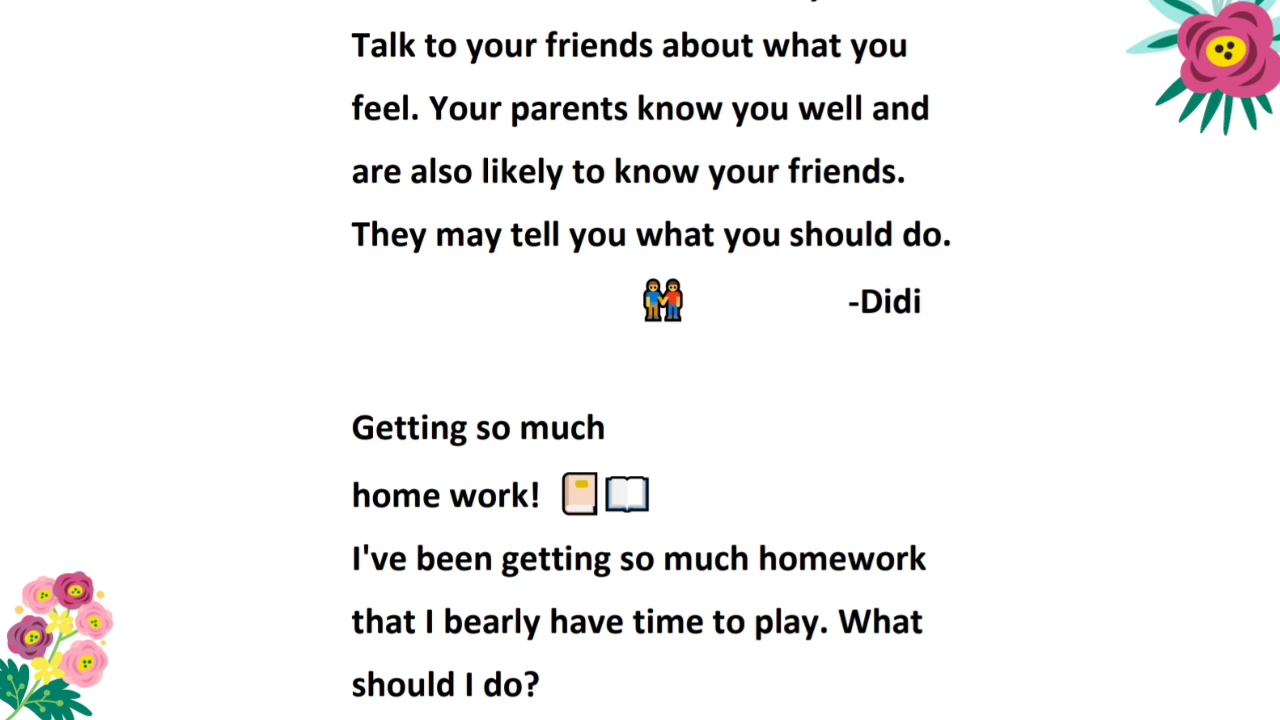 Talk to your friends about what you
feel. Your parents know you well and
are also likely to know your friends.
They may tell you what you should do.
-Didi
Getting so much
home work!
I've been getting so much homework
that I bearly have time to play. What
should I do?